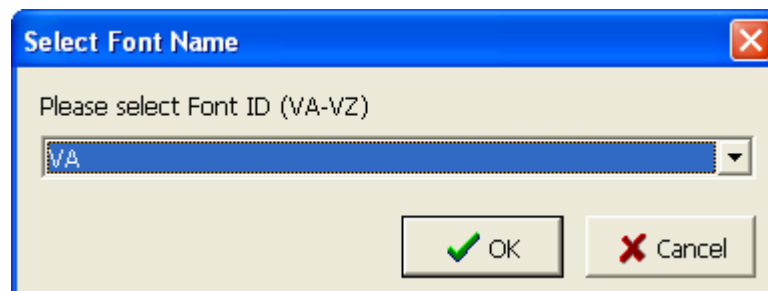 Select Font Name
Please select Font ID (VA-VZ)
VA
OK
Cancel